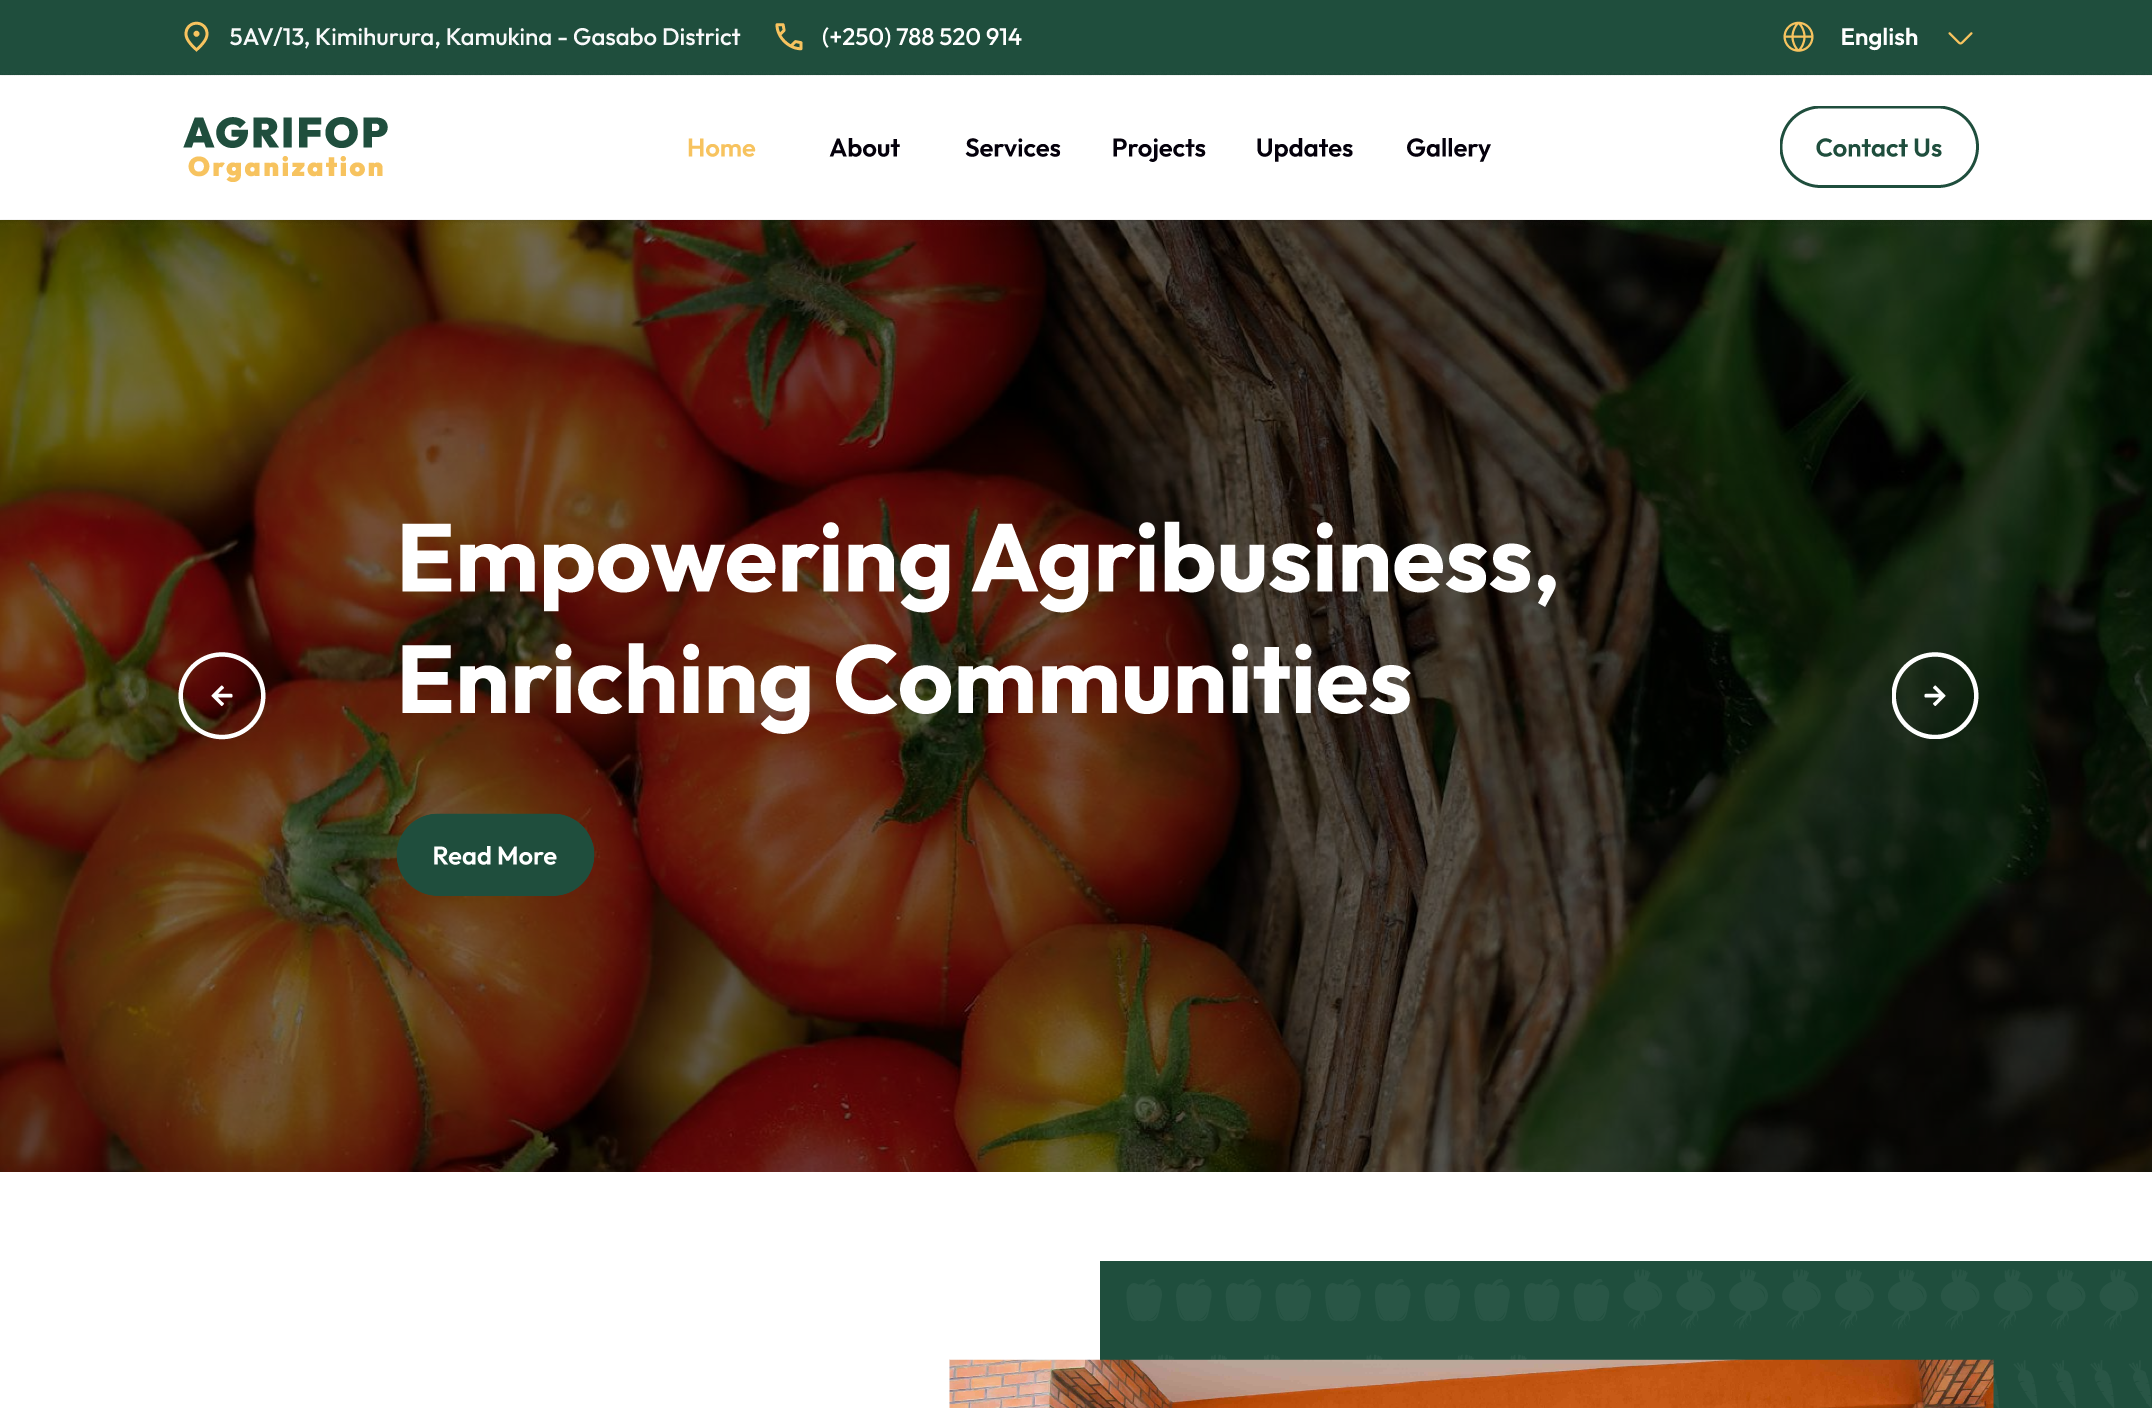 5AV/13, Kimihurura, Kamukina - Gasabo District
(+250) 788 520 914
English
AGRIFOP
Organization
Home
About
Services
Projects
Updates
Gallery
Contact Us
Empowering Agribusiness,
Enriching Communities
Read More